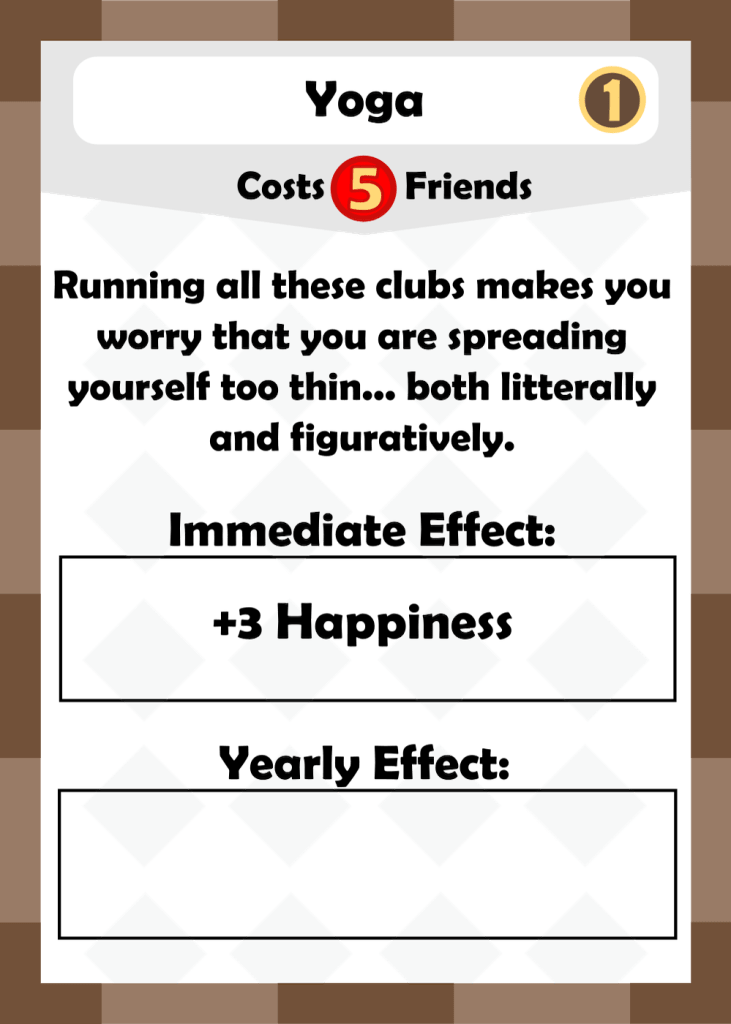 Yoga 1
Costs 5 Friends
Running all these clubs makes you
worry that you are spreading
yourself too thin... both litterally
and figuratively.
Immediate Effect:
+3 Happiness
Yearly Effect: